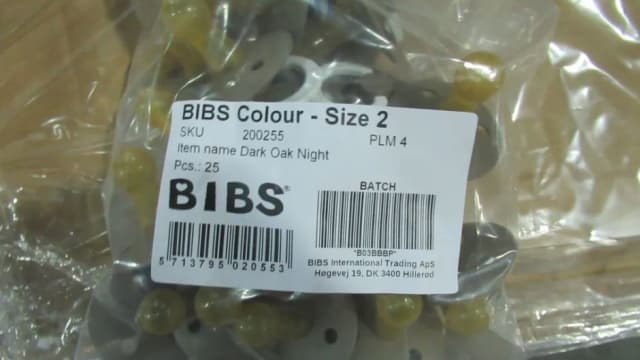 BIBS Colour - Size 2
SKU 200255 PLM 4
Item name Dark Oak Night
Pcs.: 25
BIBS®
BATCH
*B03BBBP*
5 713795 020553
BIBS International Trading ApS
Høgevej 19, DK 3400 Hillerød